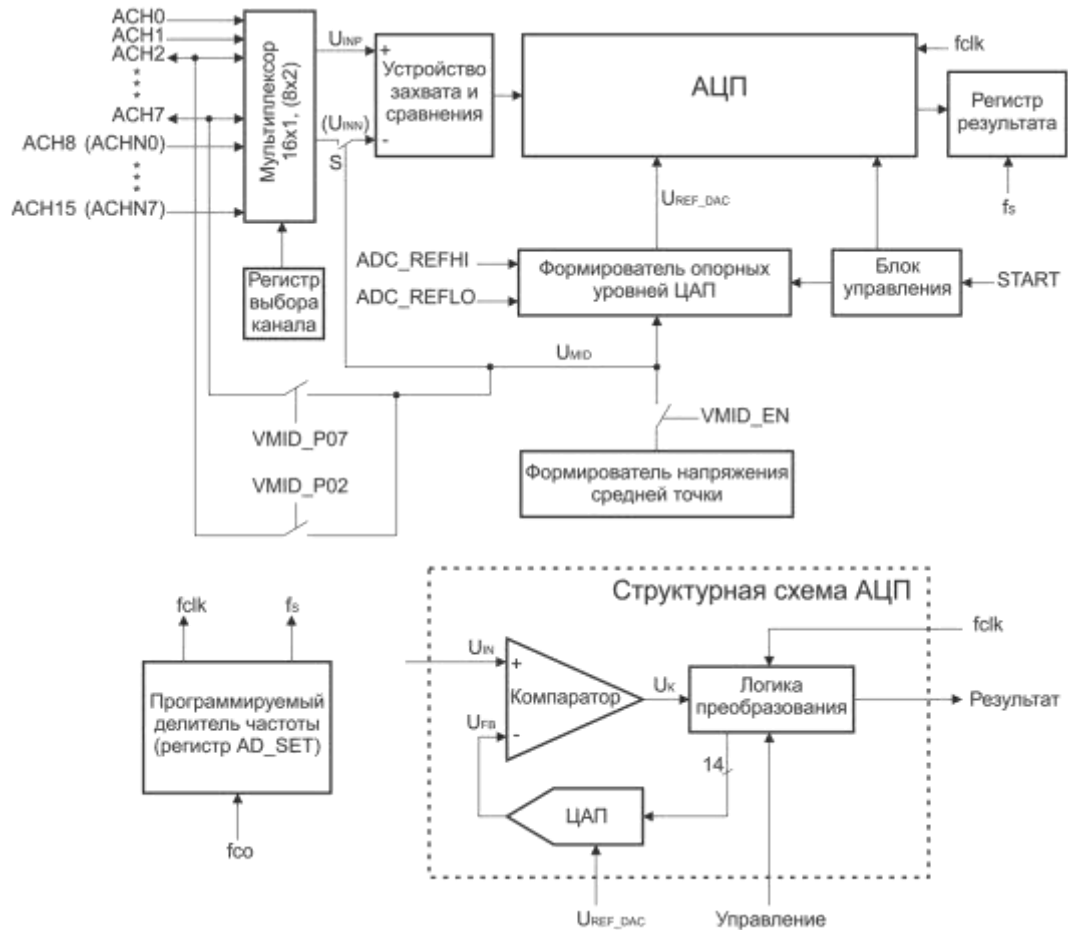 ACH0
ACH1
ACH2
* * *
ACH7
ACH8 (ACHN0)
* * *
ACH15 (ACHN7)
Мультиплексор
16x1, (8x2)
UINP
(UINN)
S
+
-
Устройство
захвата и
сравнения
АЦП
fclk
Регистр
результата
fs
UREF_DAC
Регистр
выбора
канала
ADC_REFHI
ADC_REFLO
Формирователь опорных
уровней ЦАП
Блок
управления
START
UMID
VMID_P07
VMID_EN
VMID_P02
Формирователь напряжения
средней точки
fclk
fs
Программируемый
делитель частоты
(регистр AD_SET)
fco
Структурная схема АЦП
UIN
+
Компаратор
UK
UFB
-
Логика
преобразования
fclk
Результат
14
ЦАП
UREF_DAC
Управление